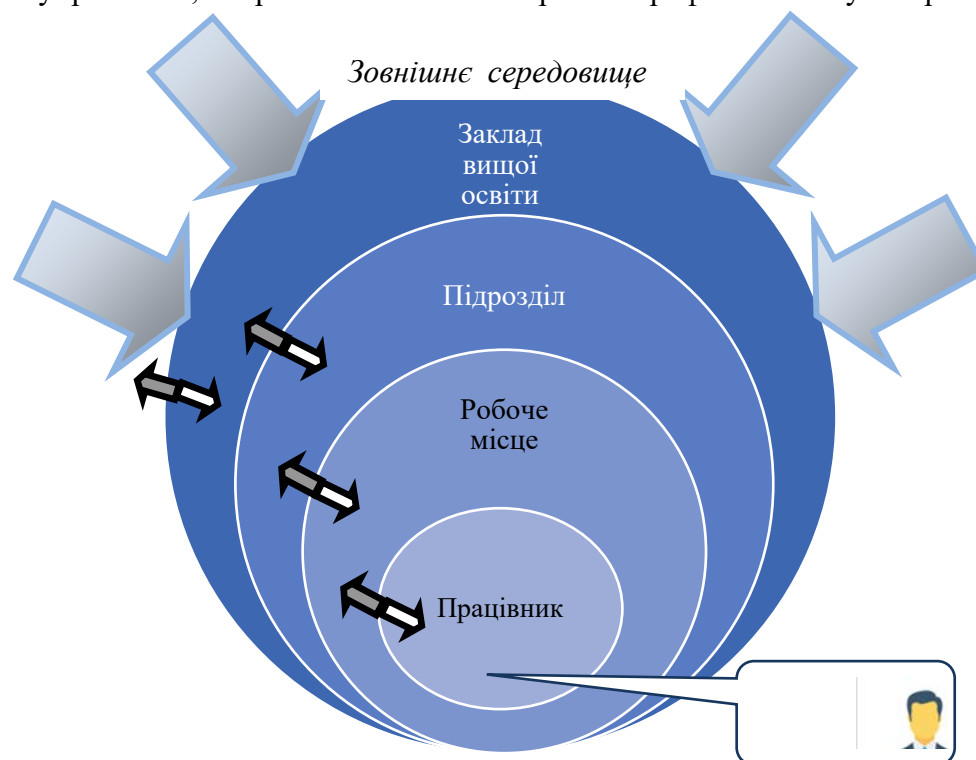 Зовнішнє середовище
Заклад
вищої
освіти
Підрозділ
Робоче
місце
Працівник